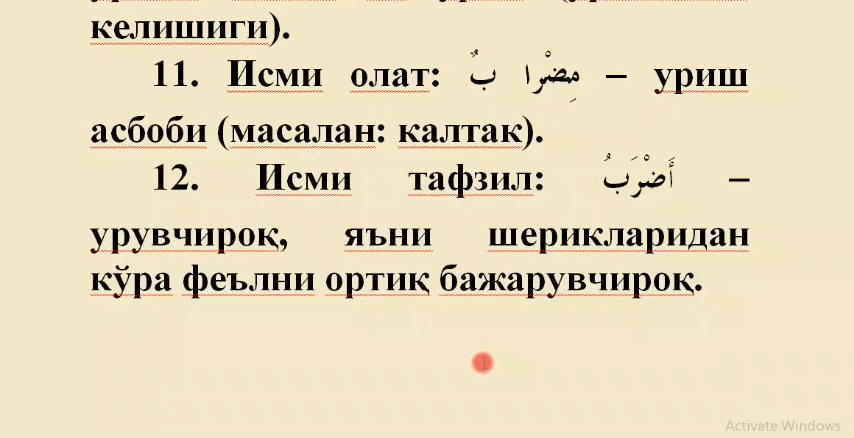 келишиги).
11. Исми олат: مِضْرا بٌ – уриш
асбоби (масалан: калтак).
12. Исми тафзил: أَضْرَبُ –
урувчироқ, яъни шерикларидан
кўра феълни ортиқ бажарувчироқ.
Activate Windows